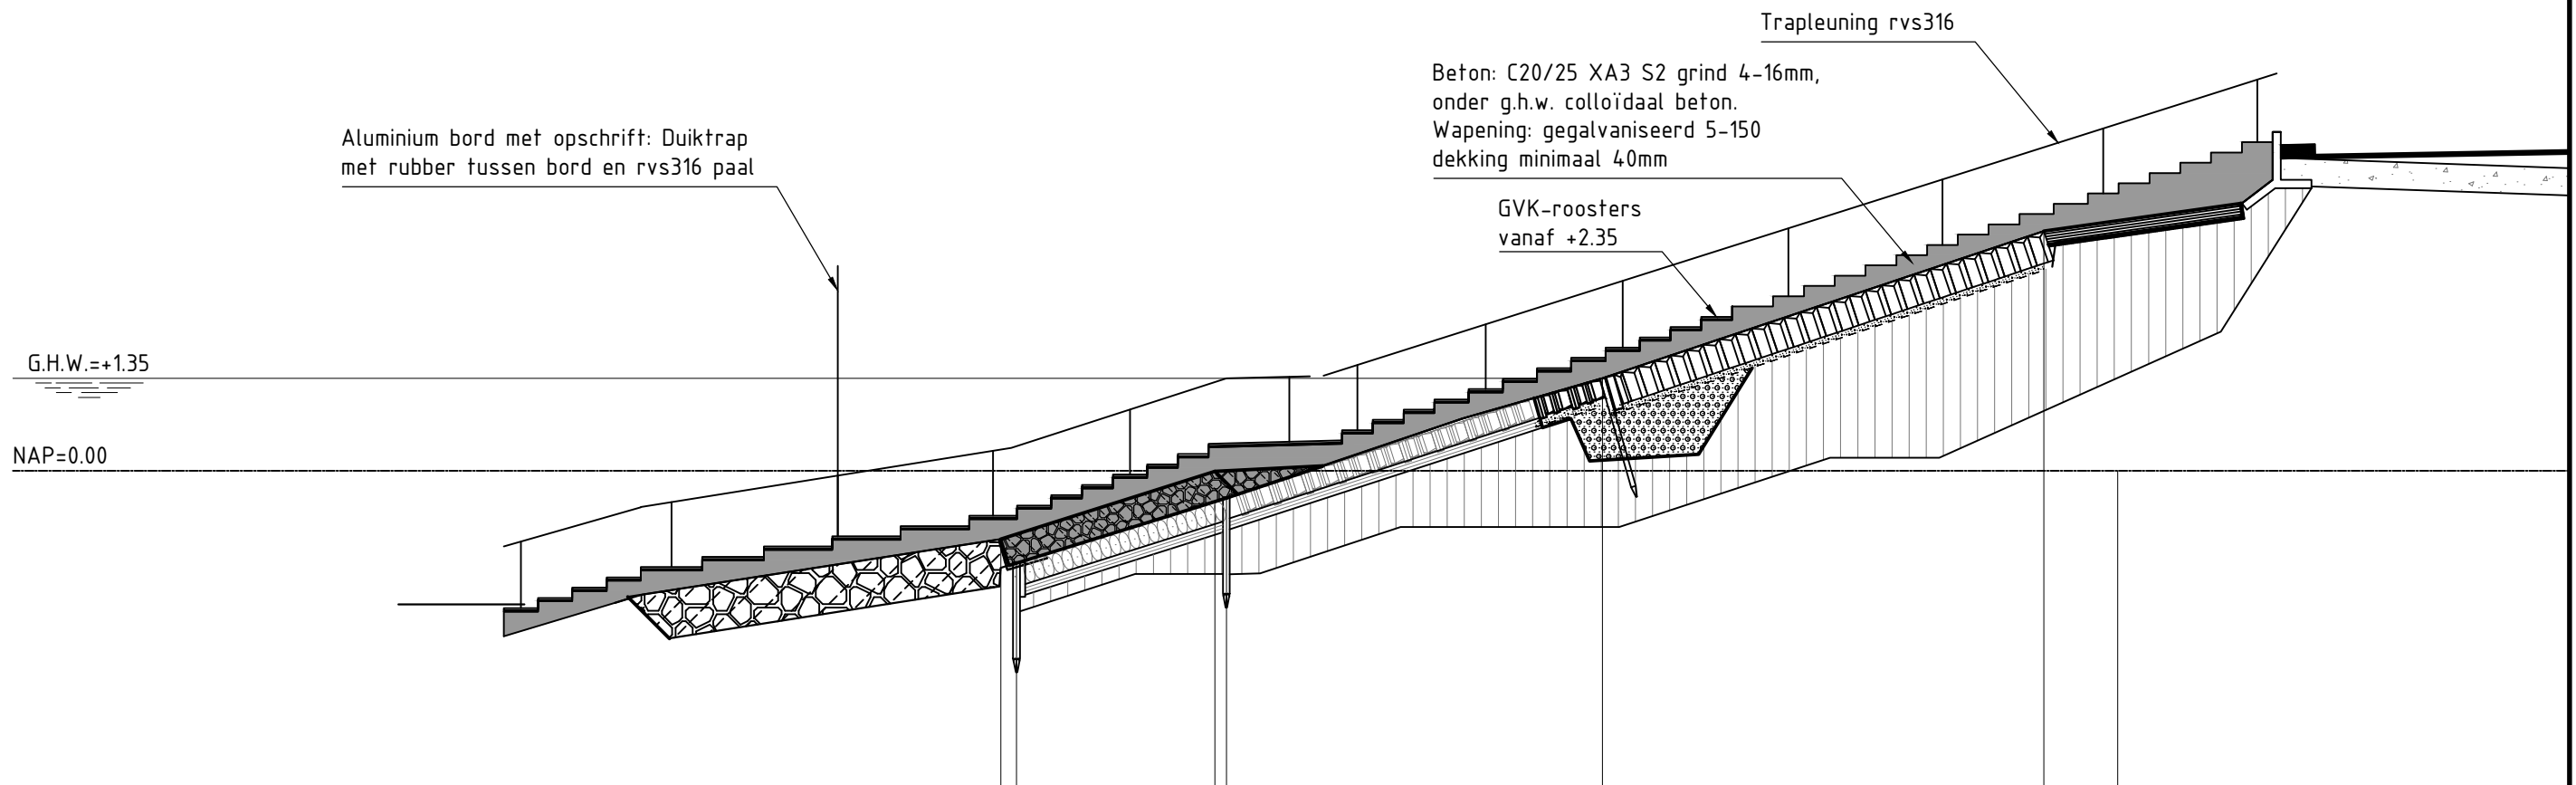 Trapleuning rvs316
Beton: C20/25 XA3 S2 grind 4-16mm,
onder g.h.w. colloïdaal beton.
Wapening: gegalvaniseerd 5-150
dekking minimaal 40mm
Aluminium bord met opschrift: Duiktrap
met rubber tussen bord en rvs316 paal
GVK-roosters
vanaf +2.35
G.H.W.=+1.35
NAP=0.00